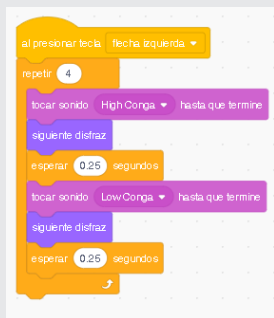 al presionar tecla flecha izquierda
repetir 4
tocar sonido High Conga hasta que termine
siguiente disfraz
esperar 0.25 segundos
tocar sonido Low Conga hasta que termine
siguiente disfraz
esperar 0.25 segundos